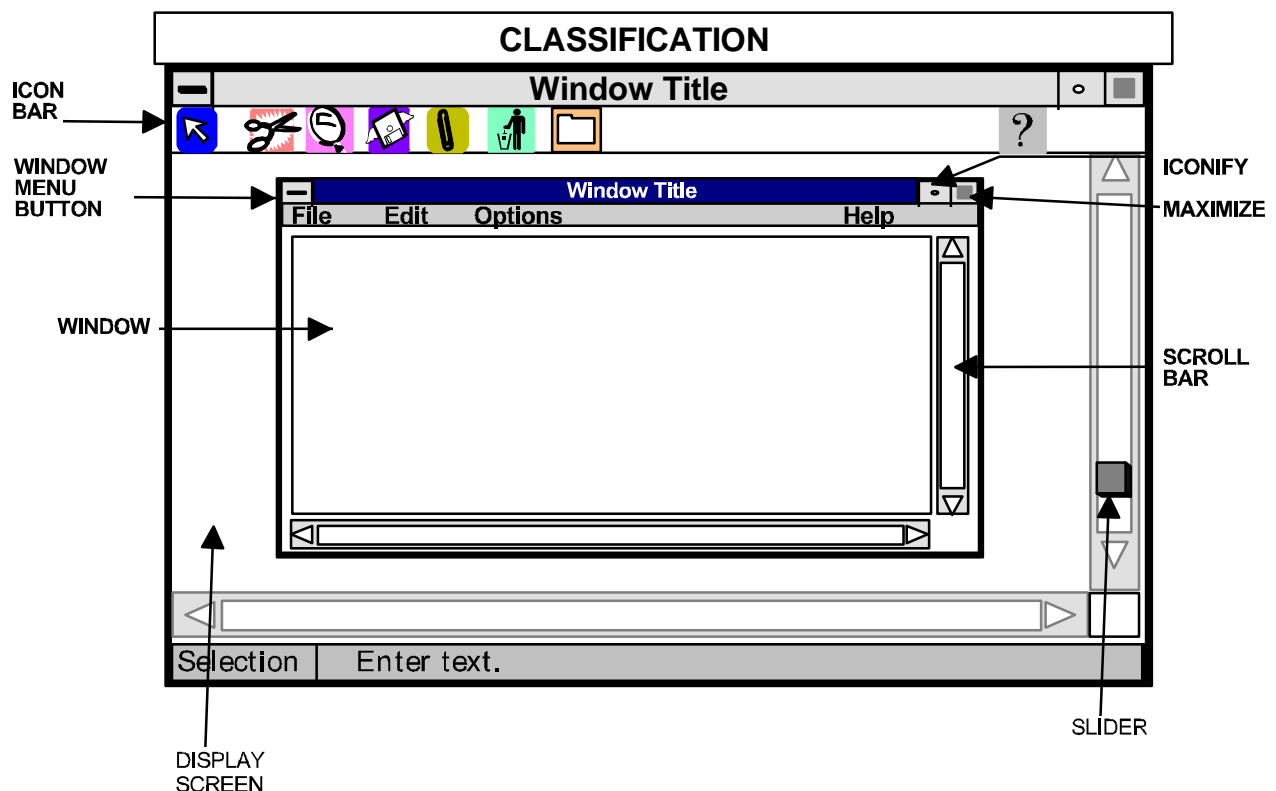 CLASSIFICATION
Window Title
ICON
BAR
?
WINDOW
MENU
BUTTON
ICONIFY
Window Title
MAXIMIZE
File Edit Options Help
WINDOW
SCROLL
BAR
Selection Enter text.
SLIDER
DISPLAY
SCREEN